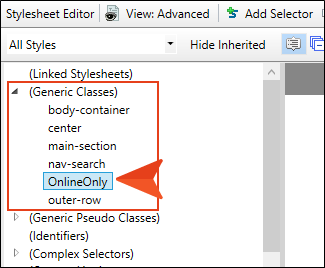 Stylesheet Editor View: Advanced Add Selector
All Styles Hide Inherited
(Linked Stylesheets)
(Generic Classes)
body-container
center
main-section
nav-search
OnlineOnly
outer-row
(Generic Pseudo Classes)
(Identifiers)
(Complex Selectors)